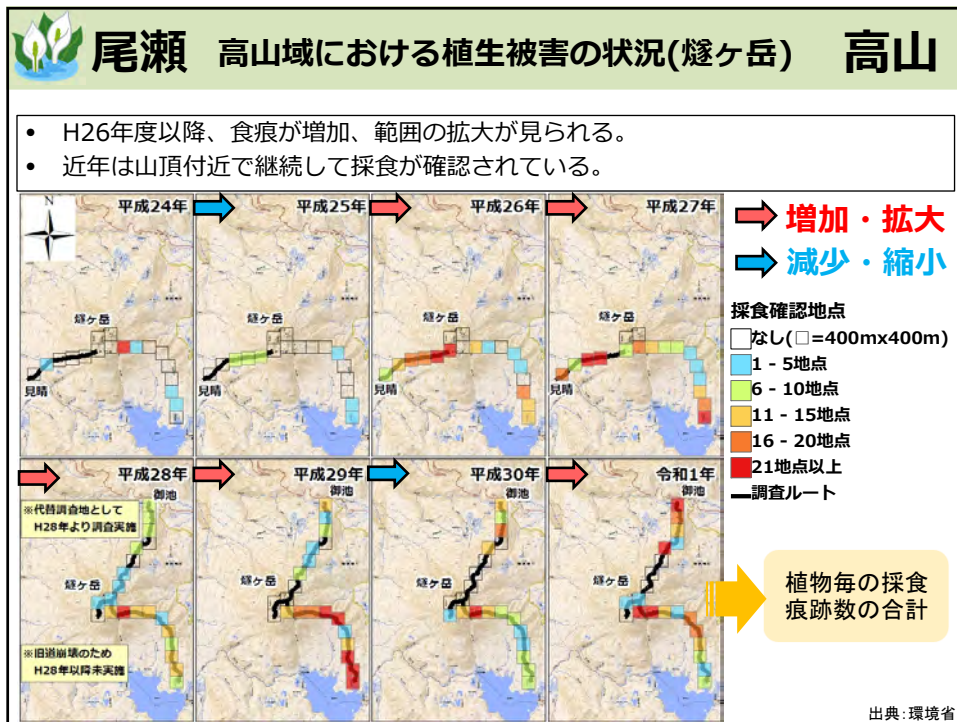 尾瀬 高山域における植生被害の状況(燧ヶ岳) 高山
• H26年度以降、食痕が増加、範囲の拡大が見られる。
• 近年は山頂付近で継続して採食が確認されている。
N
平成24年
燧ケ岳
見晴
平成25年
燧ケ岳
見晴
平成26年
燧ケ岳
見晴
平成27年
燧ケ岳
見晴
増加・拡大
減少・縮小
採食確認地点
なし(□=400mx400m)
1 - 5地点
6 - 10地点
11 - 15地点
16 - 20地点
21地点以上
調査ルート
平成28年
御池
※代替調査地として
H28年より調査実施
燧ケ岳
※旧道崩壊のため
H28年以降未実施
平成29年
御池
燧ケ岳
平成30年
御池
燧ケ岳
令和1年
御池
燧ケ岳
植物毎の採食
痕跡数の合計
出典:環境省